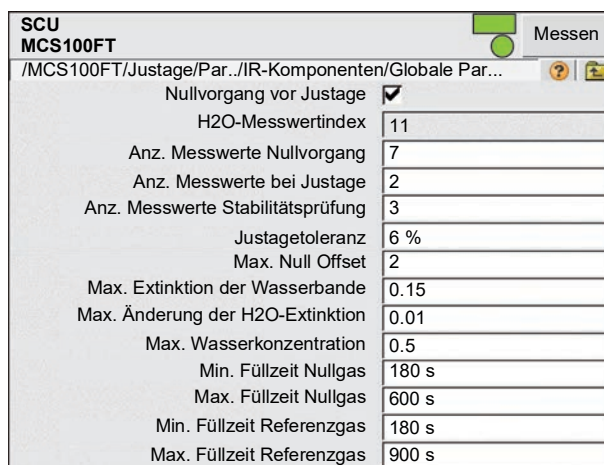 SCU
MCS100FT
Messen
/MCS100FT/Justage/Par../IR-Komponenten/Globale Par...
?
Nullvorgang vor Justage
H2O-Messwertindex 11
Anz. Messwerte Nullvorgang 7
Anz. Messwerte bei Justage 2
Anz. Messwerte Stabilitätsprüfung 3
Justagetoleranz 6 %
Max. Null Offset 2
Max. Extinktion der Wasserbande 0.15
Max. Änderung der H2O-Extinktion 0.01
Max. Wasserkonzentration 0.5
Min. Füllzeit Nullgas 180 s
Max. Füllzeit Nullgas 600 s
Min. Füllzeit Referenzgas 180 s
Max. Füllzeit Referenzgas 900 s